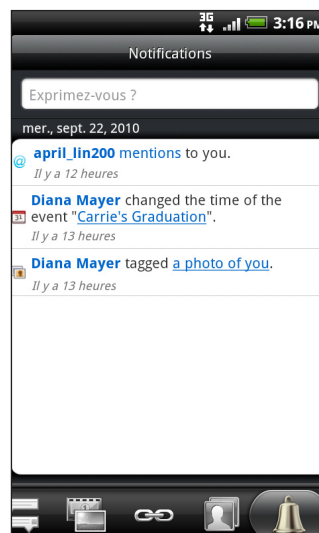 3G
3:16 PM
Notifications
Exprimez-vous ?
mer., sept. 22, 2010
@ april_lin200 mentions to you.
Il y a 12 heures
Diana Mayer changed the time of the
31 event "Carrie's Graduation".
Il y a 13 heures
Diana Mayer tagged a photo of you.
Il y a 13 heures